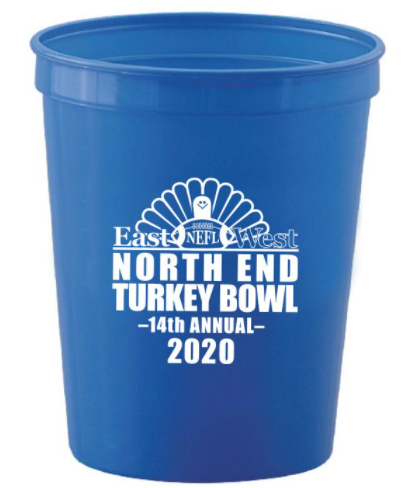 East NEFL West
NORTH END
TURKEY BOWL
–14th ANNUAL–
2020